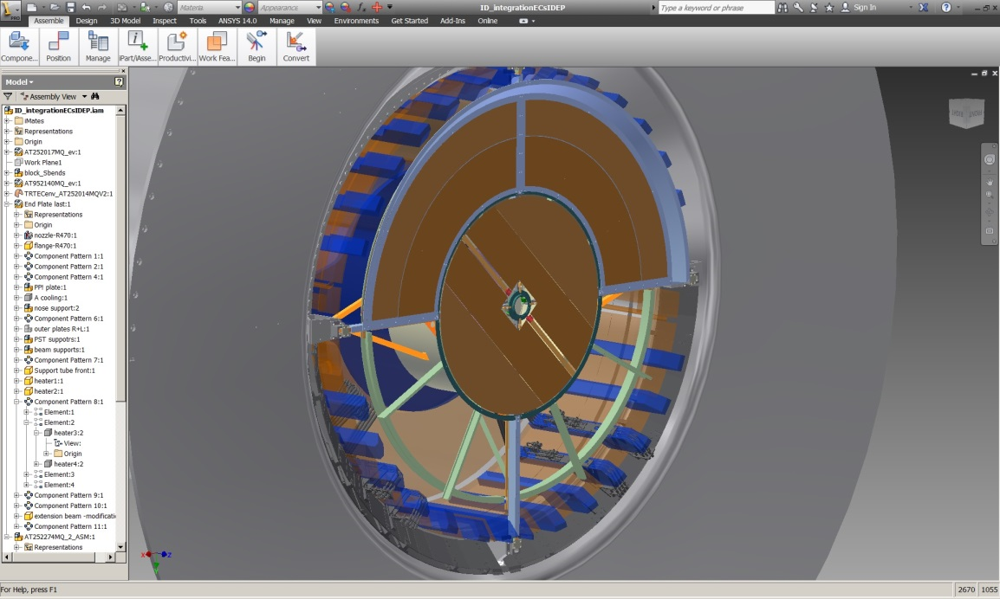 PRO
Materia
Appearance
ID_integrationECsIDEP
Type a keyword or phrase
Sign In
Assemble Design 3D Model Inspect Tools ANSYS 14.0 Manage View Environments Get Started Add-Ins Online
Compone... Position Manage iPart/iAsse... Productivi... Work Fea... Begin Convert
Model
Assembly View
ID_integrationECsIDEP.iam
iMates
Representations
Origin
AT252017MQ_ev:1
Work Plane1
block_Sbends
AT952140MQ_ev:1
TRTECenv_AT252014MQV2:1
End Plate last:1
Representations
Origin
nozzle-R470:1
flange-R470:1
Component Pattern 1:1
Component Pattern 2:1
Component Pattern 4:1
PPI plate:1
A cooling:1
nose support:2
Component Pattern 6:1
outer plates R+L:1
PST suppotrs:1
beam supports:1
Component Pattern 7:1
Support tube front:1
heater1:1
heater2:1
Component Pattern 8:1
Element:1
Element:2
heater3:2
View:
Origin
heater4:2
Element:3
Element:4
Component Pattern 9:1
Component Pattern 10:1
extension beam -modificati
Component Pattern 11:1
AT252274MQ_2_ASM:1
Representations
X Z
Y
For Help, press F1
2670 1055